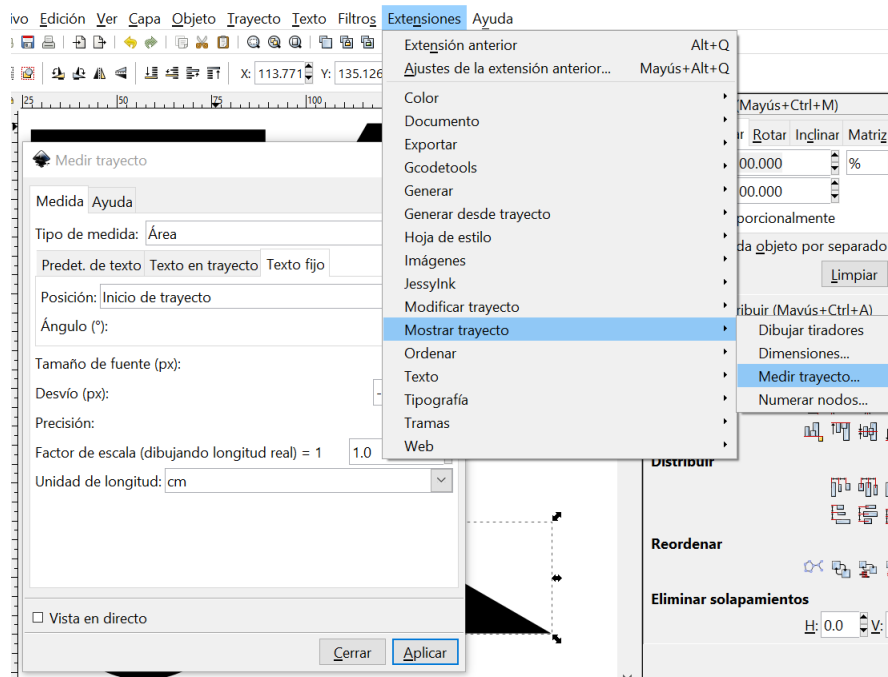 ivo Edición Ver Capa Objeto Trayecto Texto Filtros Extensiones Ayuda
X: 113.771 Y: 135.126
25 50 75 100
Extensión anterior Alt+Q
Ajustes de la extensión anterior... Mayús+Alt+Q
Color
Documento
Exportar
Gcodetools
Generar
Generar desde trayecto
Hoja de estilo
Imágenes
JessyInk
Modificar trayecto
Mostrar trayecto
Ordenar
Texto
Tipografía
Tramas
Web
Dibujar tiradores
Dimensiones...
Medir trayecto...
Numerar nodos...
Medir trayecto
Medida Ayuda
Tipo de medida: Área
Predet. de texto Texto en trayecto Texto fijo
Posición: Inicio de trayecto
Ángulo (°):
Tamaño de fuente (px):
Desvío (px): -
Precisión:
Factor de escala (dibujando longitud real) = 1 1.0
Unidad de longitud: cm
Vista en directo
Cerrar Aplicar
(Mayús+Ctrl+M)
ar Rotar Inclinar Matriz
00.000 %
00.000
porcionalmente
da objeto por separado
Limpiar
ribuir (Mayús+Ctrl+A)
Distribuir
Reordenar
Eliminar solapamientos
H: 0.0 V: